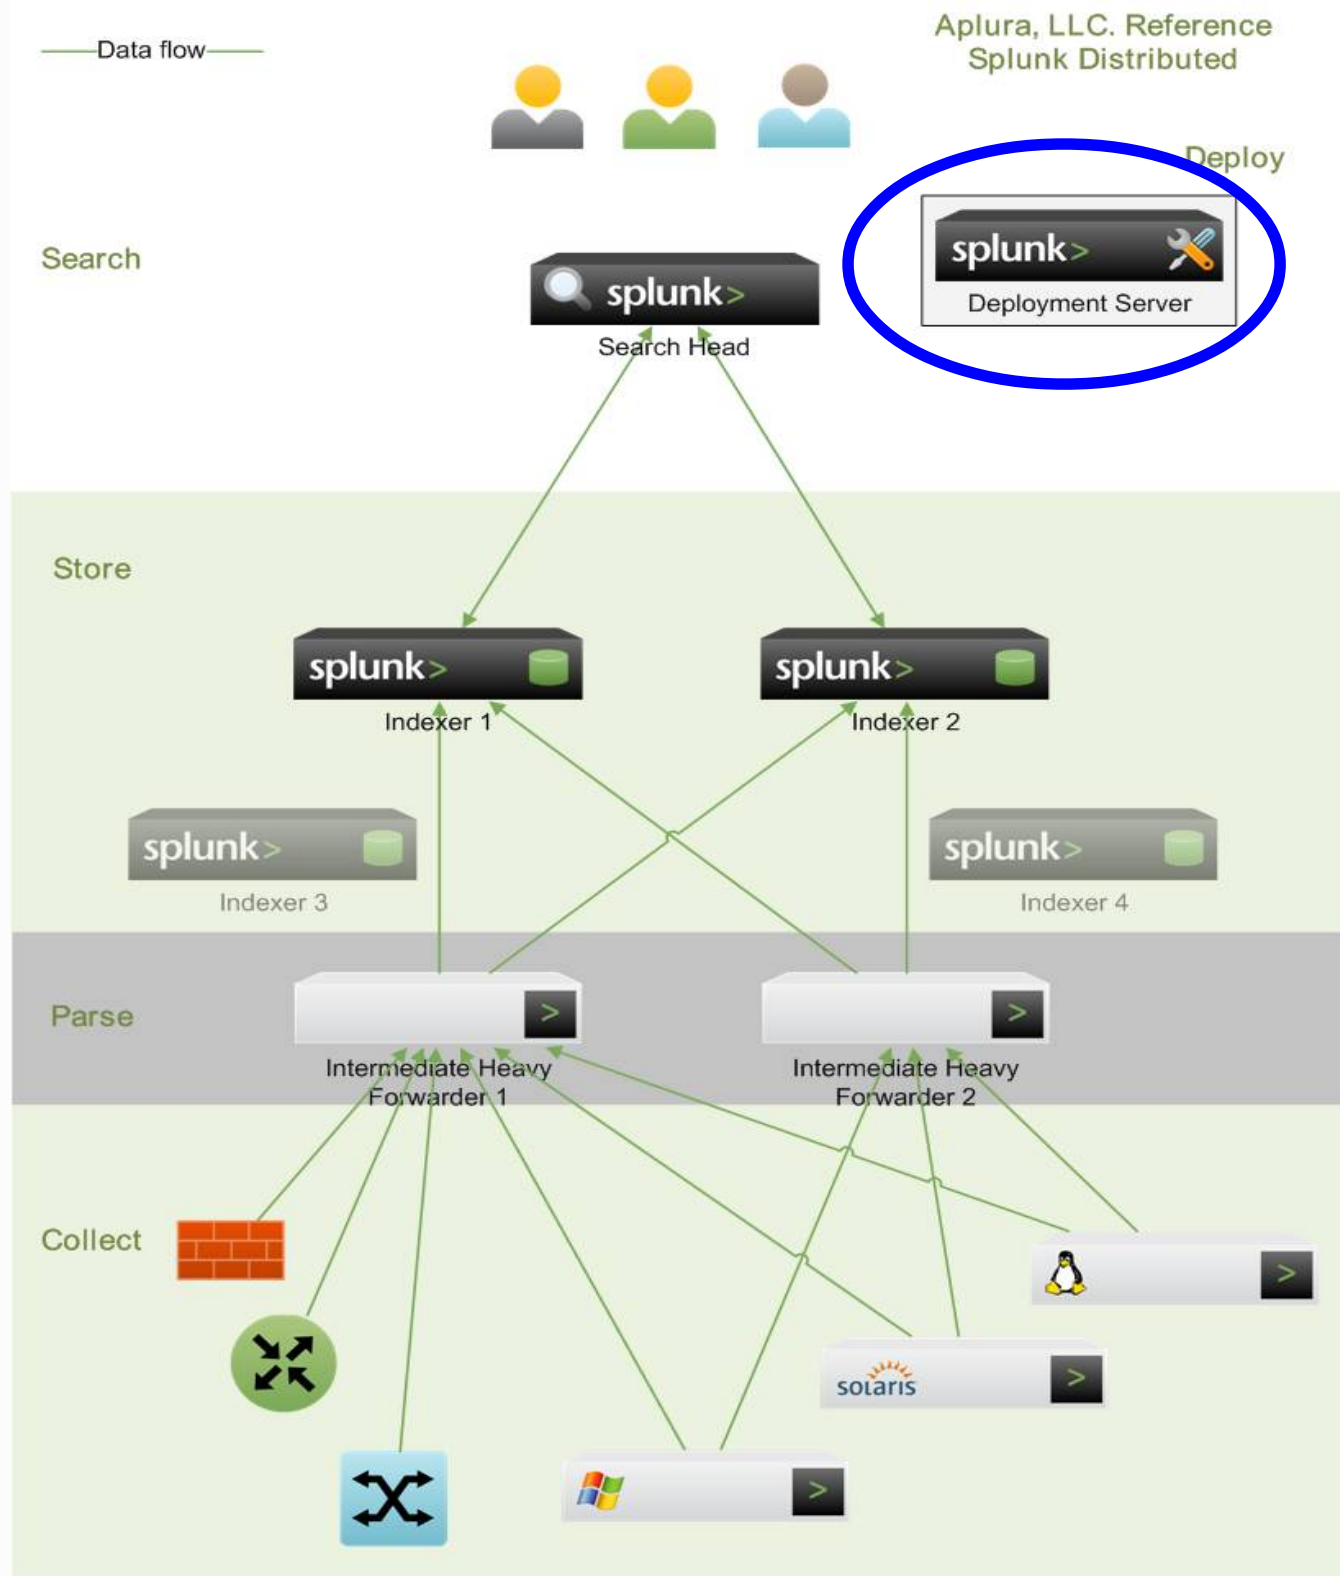 Data flow
Aplura, LLC. Reference
Splunk Distributed
Deploy
Search
splunk>
Deployment Server
splunk>
Search Head
Store
splunk>
Indexer 1
splunk>
Indexer 2
splunk>
Indexer 3
splunk>
Indexer 4
Parse
>
Intermediate Heavy
Forwarder 1
>
Intermediate Heavy
Forwarder 2
Collect
>
solaris
>
>